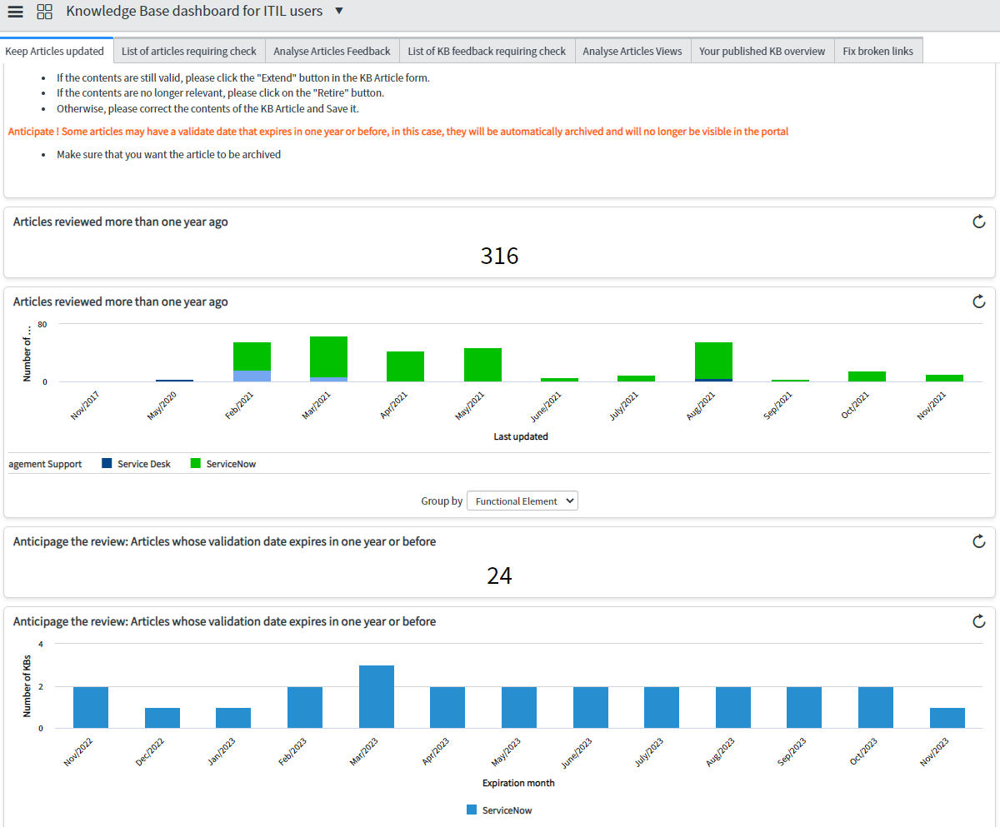 Knowledge Base dashboard for ITIL users ▼
Keep Articles updated
List of articles requiring check
Analyse Articles Feedback
List of KB feedback requiring check
Analyse Articles Views
Your published KB overview
Fix broken links
• If the contents are still valid, please click the "Extend" button in the KB Article form.
• If the contents are no longer relevant, please click on the "Retire" button.
• Otherwise, please correct the contents of the KB Article and Save it.
Anticipate ! Some articles may have a validate date that expires in one year or before, in this case, they will be automatically archived and will no longer be visible in the portal
• Make sure that you want the article to be archived
Articles reviewed more than one year ago
316
Articles reviewed more than one year ago
Number of ...
80
0
Nov/2017
May/2020
Feb/2021
Mar/2021
Apr/2021
May/2021
June/2021
July/2021
Aug/2021
Sep/2021
Oct/2021
Nov/2021
Last updated
agement Support
Service Desk
ServiceNow
Group by
Functional Element
Anticipage the review: Articles whose validation date expires in one year or before
24
Anticipage the review: Articles whose validation date expires in one year or before
Number of KBs
4
2
0
Nov/2022
Dec/2022
Jan/2023
Feb/2023
Mar/2023
Apr/2023
May/2023
June/2023
July/2023
Aug/2023
Sep/2023
Oct/2023
Nov/2023
Expiration month
ServiceNow